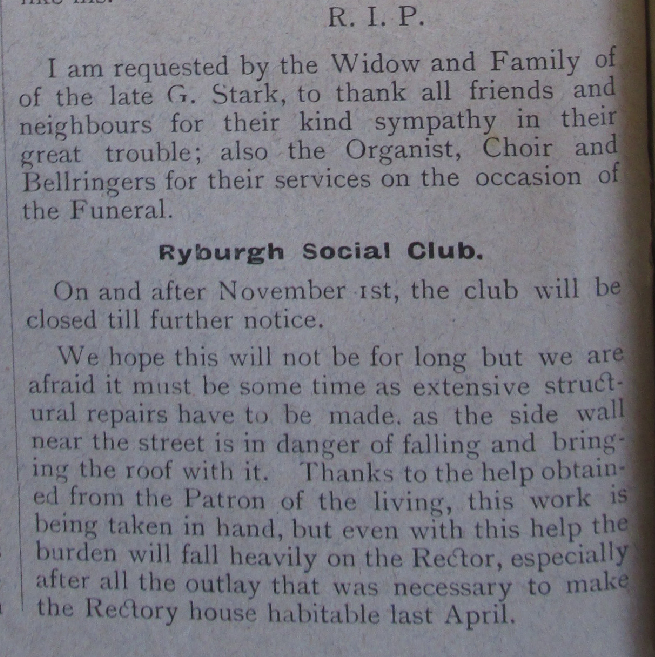 R. I. P.
I am requested by the Widow and Family of
of the late G. Stark, to thank all friends and
neighbours for their kind sympathy in their
great trouble; also the Organist, Choir and
Bellringers for their services on the occasion of
the Funeral.
Ryburgh Social Club.
On and after November 1st, the club will be
closed till further notice.
We hope this will not be for long but we are
afraid it must be some time as extensive struct-
ural repairs have to be made. as the side wall
near the street is in danger of falling and bring-
ing the roof with it. Thanks to the help obtain-
ed from the Patron of the living, this work is
being taken in hand, but even with this help the
burden will fall heavily on the Rector, especially
after all the outlay that was necessary to make
the Rectory house habitable last April.